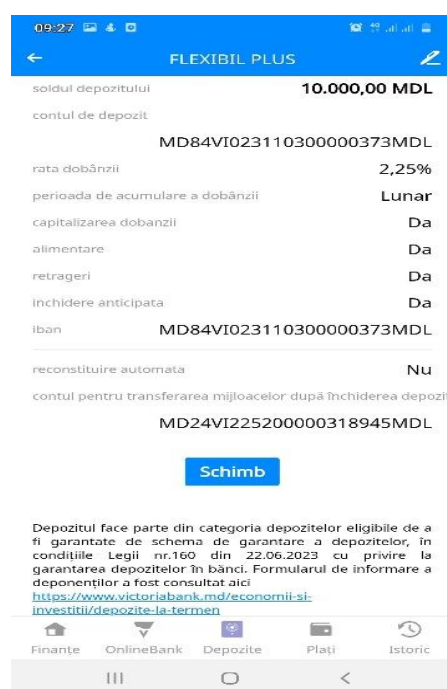 09:27
FLEXIBIL PLUS
soldul depozitului 10.000,00 MDL
contul de depozit
MD84VI023110300000373MDL
rata dobânzii 2,25%
perioada de acumulare a dobânzii Lunar
capitalizarea dobanzii Da
alimentare Da
retrageri Da
inchidere anticipata Da
iban MD84VI023110300000373MDL
reconstituire automata Nu
contul pentru transferarea mijloacelor după închiderea depozi
MD24VI225200000318945MDL
Schimb
Depozitul face parte din categoria depozitelor eligibile de a
fi garantate de schema de garantare a depozitelor, în
condițiile Legii nr.160 din 22.06.2023 cu privire la
garantarea depozitelor în bănci. Formularul de informare a
deponenților a fost consultat aici
https://www.victoriabank.md/economii-si-
investitii/depozite-la-termen
Finanțe OnlineBank Depozite Plați Istoric